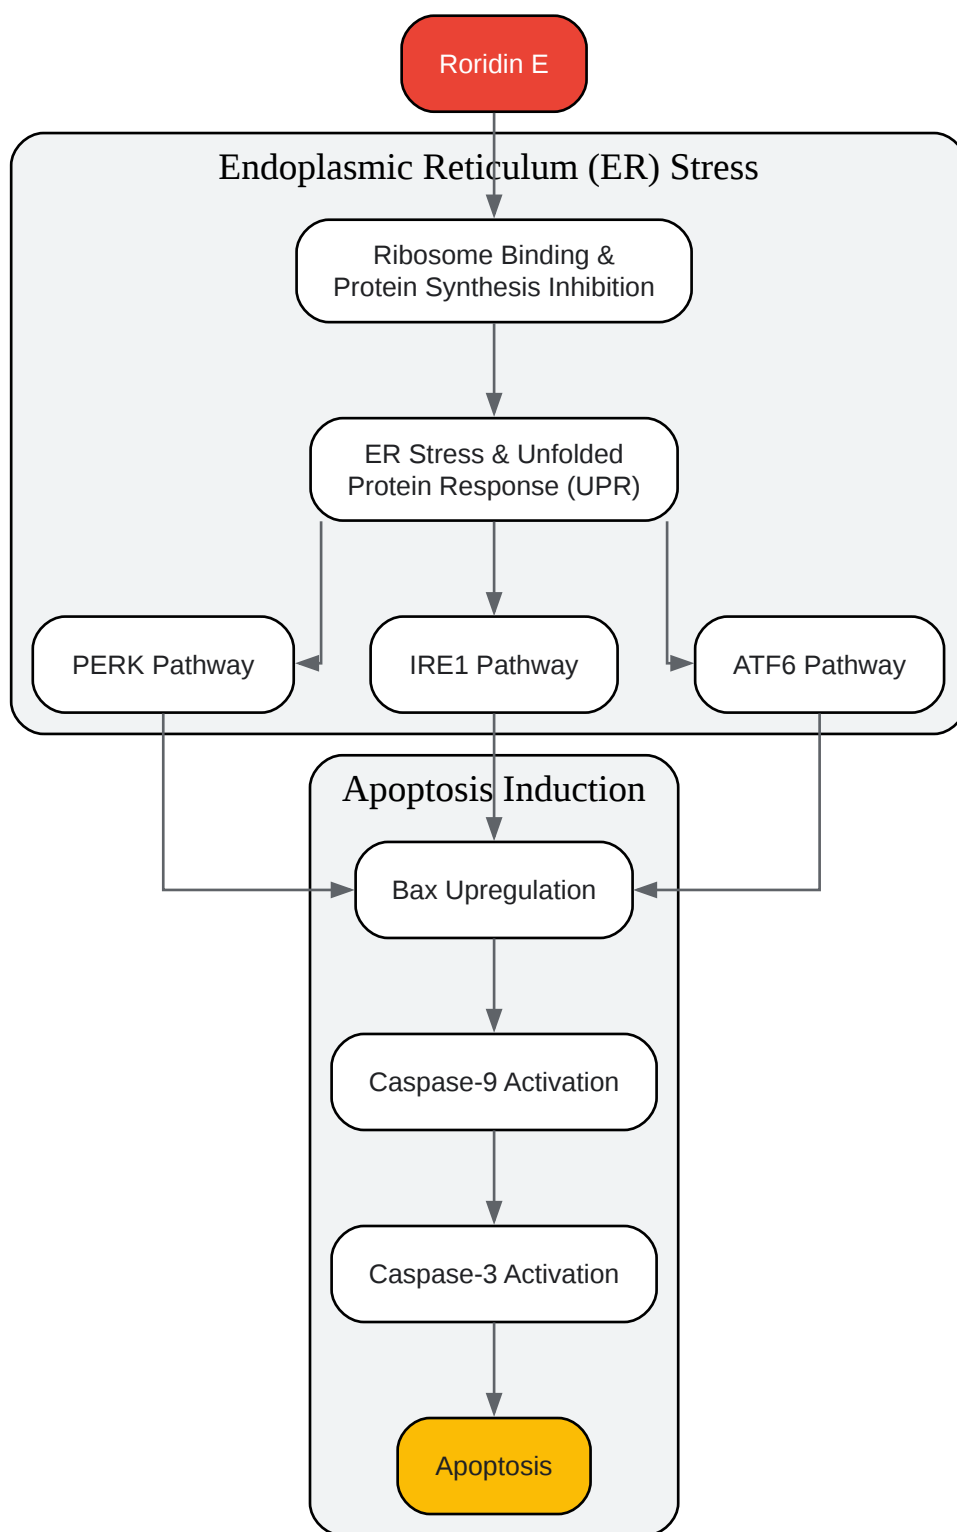 Roridin E
Endoplasmic Reticulum (ER) Stress
Ribosome Binding &
Protein Synthesis Inhibition
ER Stress & Unfolded
Protein Response (UPR)
PERK Pathway
IRE1 Pathway
ATF6 Pathway
Apoptosis Induction
Bax Upregulation
Caspase-9 Activation
Caspase-3 Activation
Apoptosis